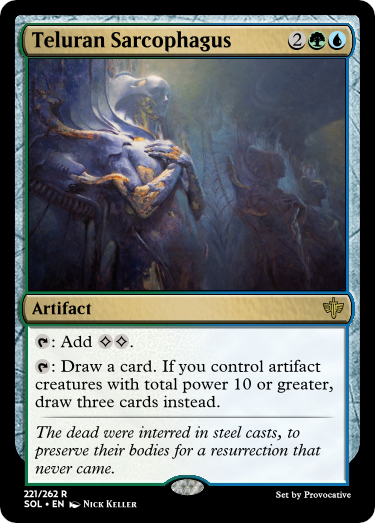 Teluran Sarcophagus 2
Artifact
: Add .
: Draw a card. If you control artifact
creatures with total power 10 or greater,
draw three cards instead.
The dead were interred in steel casts, to
preserve their bodies for a resurrection that
never came.
221/262 R
SOL • EN Nick Keller
Set by Provocative